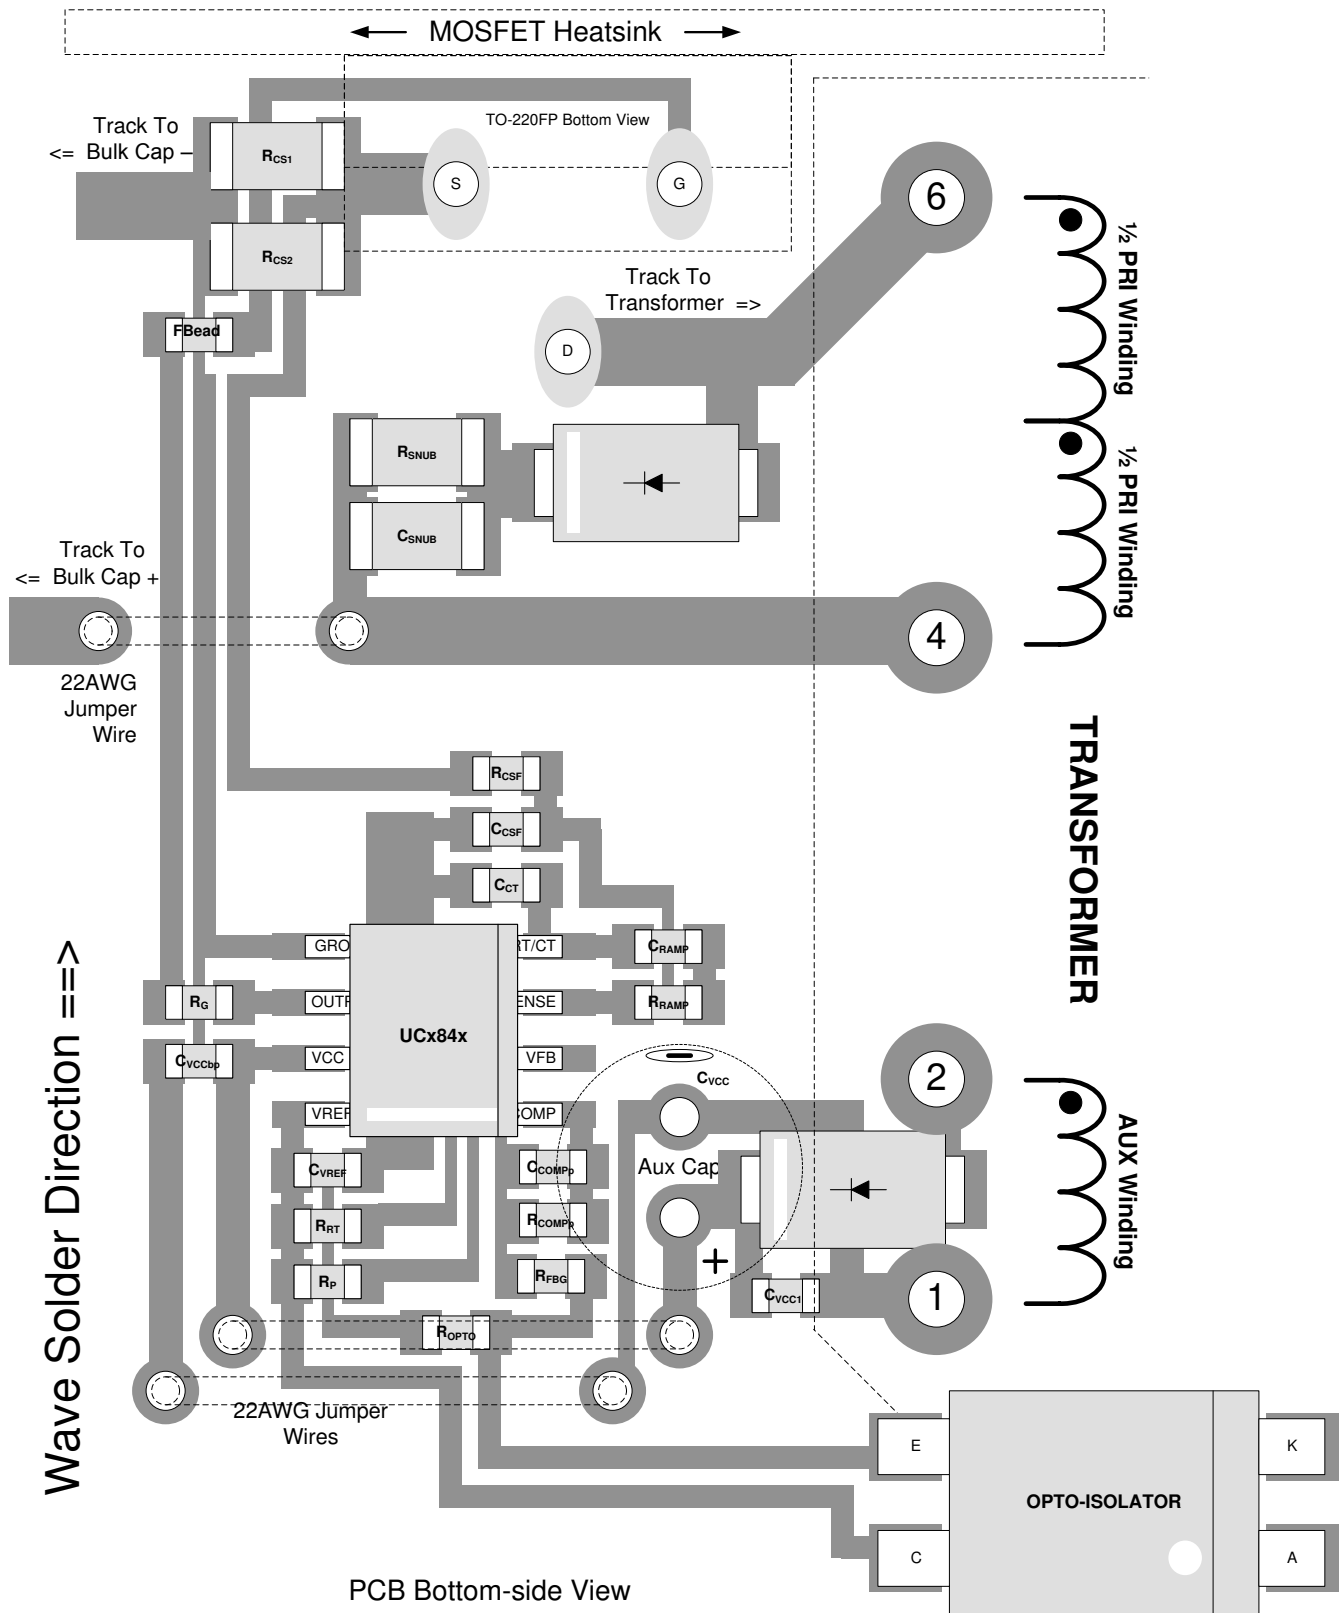 MOSFET Heatsink
TO-220FP Bottom View
Track To
<= Bulk Cap –
RCS1
S
G
6
RCS2
½ PRI Winding
Track To
Transformer =>
FBead
D
RSNUB
½ PRI Winding
CSNUB
Track To
<= Bulk Cap +
4
22AWG
Jumper
Wire
TRANSFORMER
RCSF
CCSF
CCT
GRO
RT/CT
CRAMP
RG
OUTP
ENSE
RRAMP
UCx84x
CVCCbp
VCC
VFB
–
CVCC
2
VREF
COMP
AUX Winding
CVREF
CCOMPp
Aux Cap
RRT
RCOMPp
+
RP
RFBG
CVCC1
1
ROPTO
22AWG Jumper
Wires
Wave Solder Direction ==>
E
K
OPTO-ISOLATOR
C
A
PCB Bottom-side View